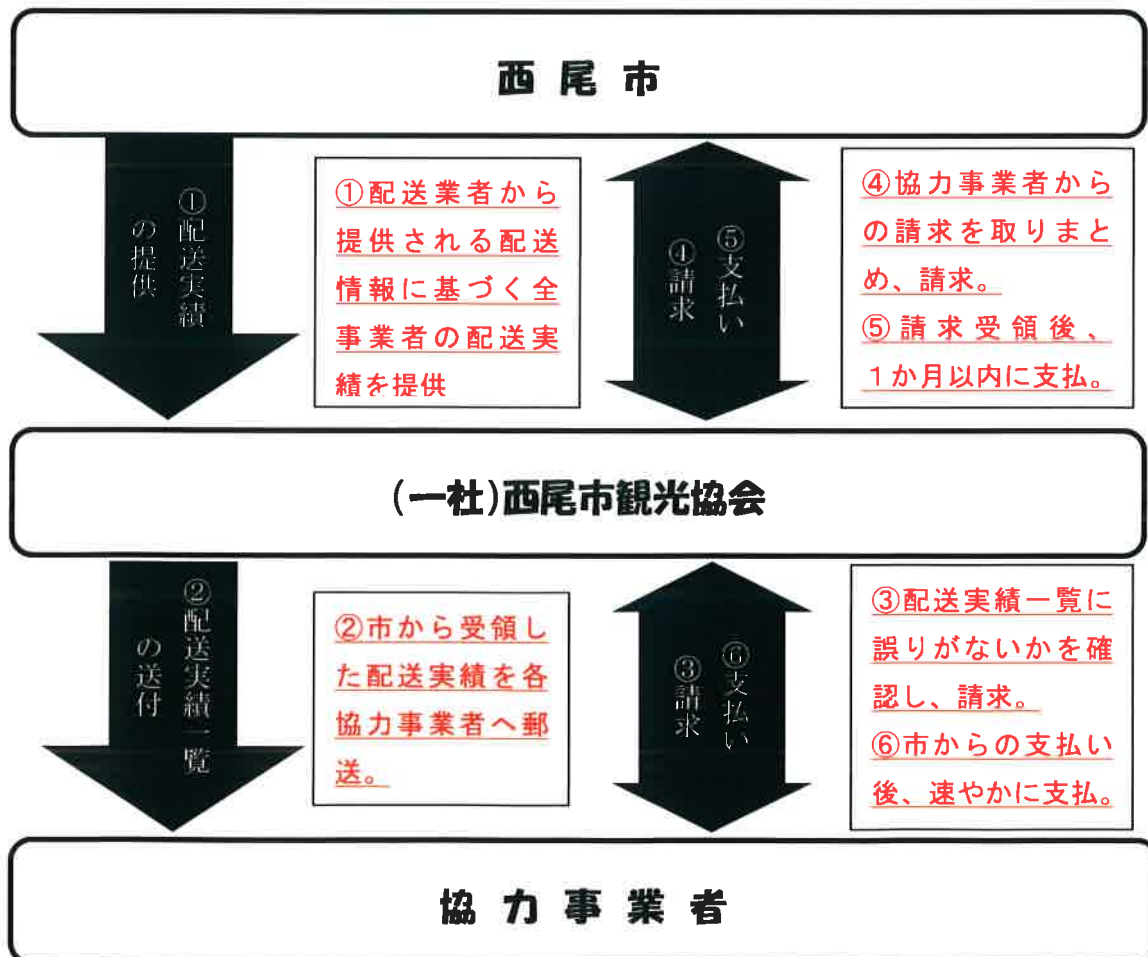 西尾市
①配送実績
の提供
①配送業者から
提供される配送
情報に基づく全
事業者の配送実
績を提供
⑤支払い
④請求
④協力事業者から
の請求を取りまと
め、請求。
⑤請求受領後、
1か月以内に支払。
(一社)西尾市観光協会
②配送実績一覧
の送付
②市から受領し
た配送実績を各
協力事業者へ郵
送。
⑥支払い
③請求
③配送実績一覧に
誤りがないかを確
認し、請求。
⑥市からの支払い
後、速やかに支払。
協力事業者